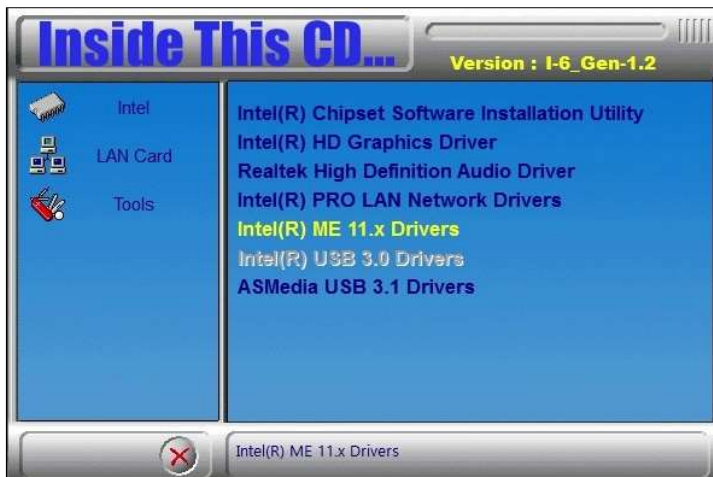 Inside This CD...
Version : I-6_Gen-1.2
Intel
LAN Card
Tools
Intel(R) Chipset Software Installation Utility
Intel(R) HD Graphics Driver
Realtek High Definition Audio Driver
Intel(R) PRO LAN Network Drivers
Intel(R) ME 11.x Drivers
Intel(R) USB 3.0 Drivers
ASMedia USB 3.1 Drivers
Intel(R) ME 11.x Drivers